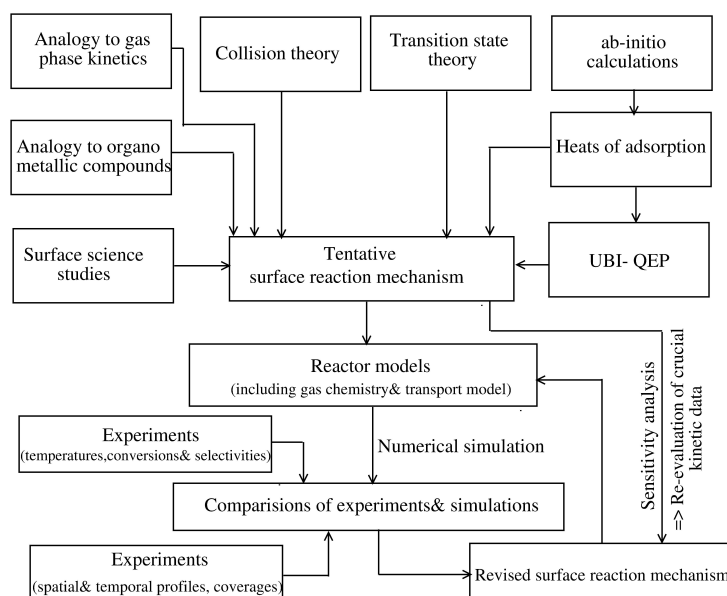 Analogy to gas
phase kinetics
Collision theory
Transition state
theory
ab-initio
calculations
Analogy to organo
metallic compounds
Heats of adsorption
Surface science
studies
Tentative
surface reaction mechanism
UBI- QEP
Reactor models
(including gas chemistry& transport model)
Experiments
(temperatures,conversions& selectivities)
Numerical simulation
Sensitivity analysis
=> Re-evaluation of crucial
kinetic data
Comparisions of experiments& simulations
Experiments
(spatial& temporal profiles, coverages)
Revised surface reaction mechanism